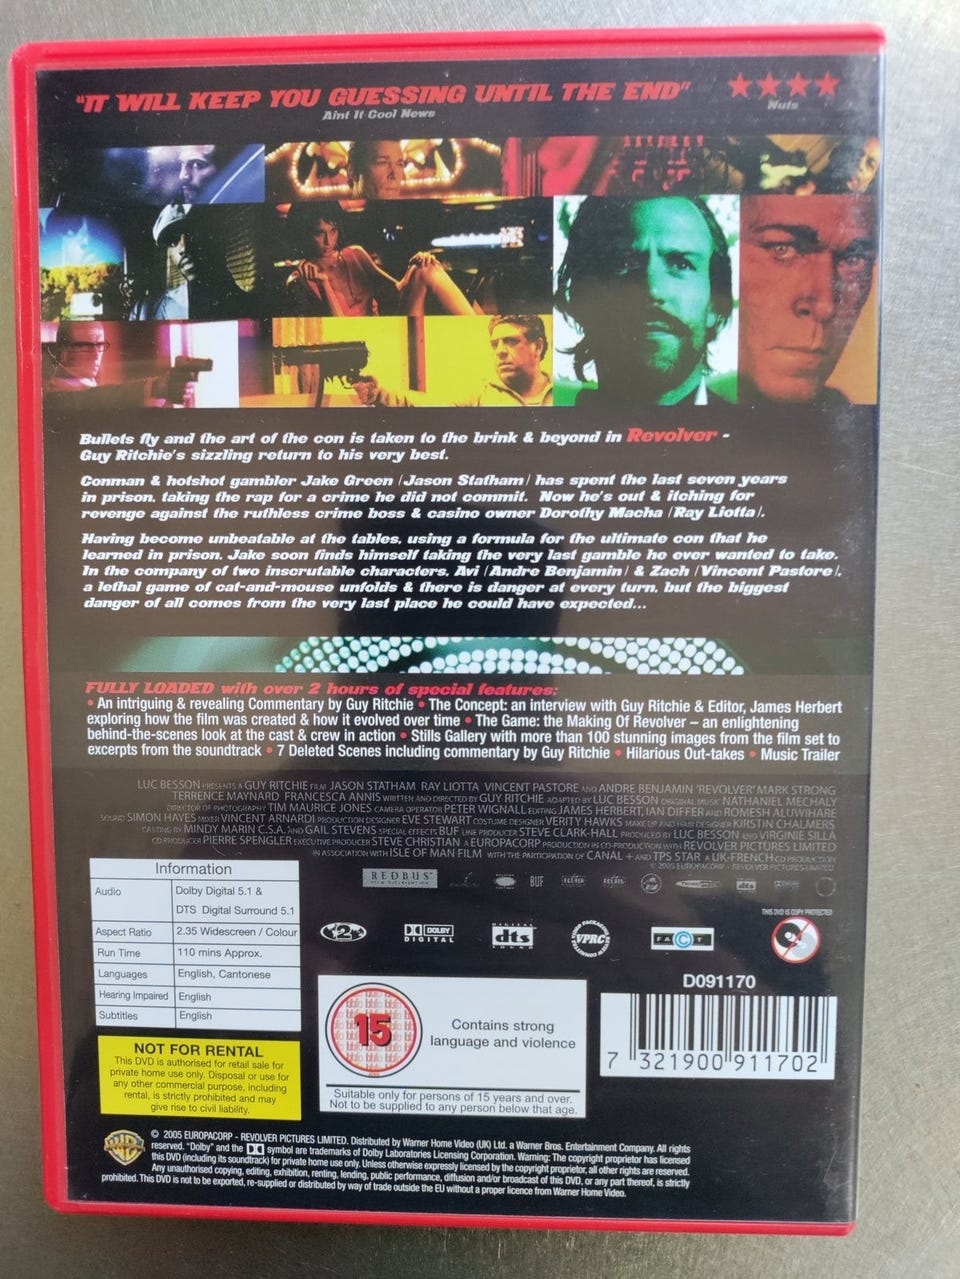 "IT WILL KEEP YOU GUESSING UNTIL THE END"
Aint It Cool News
★★★★
Nuts
Bullets fly and the art of the con is taken to the brink & beyond in Revolver -
Guy Ritchie's sizzling return to his very best.
Conman & hotshot gambler Jake Green (Jason Statham) has spent the last seven years
in prison, taking the rap for a crime he did not commit. Now he's out & itching for
revenge against the ruthless crime boss & casino owner Dorothy Macha (Ray Liotta).
Having become unbeatable at the tables, using a formula for the ultimate con that he
learned in prison, Jake soon finds himself taking the very last gamble he ever wanted to take.
In the company of two inscrutable characters, Avi (Andre Benjamin) & Zach (Vincent Pastore),
a lethal game of cat-and-mouse unfolds & there is danger at every turn, but the biggest
danger of all comes from the very last place he could have expected...
FULLY LOADED with over 2 hours of special features:
• An intriguing & revealing Commentary by Guy Ritchie • The Concept: an interview with Guy Ritchie & Editor, James Herbert
exploring how the film was created & how it evolved over time • The Game: the Making Of Revolver – an enlightening
behind-the-scenes look at the cast & crew in action • Stills Gallery with more than 100 stunning images from the film set to
excerpts from the soundtrack • 7 Deleted Scenes including commentary by Guy Ritchie • Hilarious Out-takes • Music Trailer
LUC BESSON PRESENTS A GUY RITCHIE FILM JASON STATHAM RAY LIOTTA VINCENT PASTORE AND ANDRE BENJAMIN 'REVOLVER' MARK STRONG
TERRENCE MAYNARD FRANCESCA ANNIS WRITTEN AND DIRECTED BY GUY RITCHIE ADAPTED BY LUC BESSON ORIGINAL MUSIC NATHANIEL MECHALY
DIRECTOR OF PHOTOGRAPHY TIM MAURICE JONES CAMERA OPERATOR PETER WIGNALL EDITING JAMES HERBERT, IAN DIFFER AND ROMESH ALUWIHARE
SOUND SIMON HAYES MIXER VINCENT ARNARDI PRODUCTION DESIGNER EVE STEWART COSTUME DESIGNER VERITY HAWKS MAKE UP AND HAIR DESIGNER KIRSTIN CHALMERS
CASTING BY MINDY MARIN C.S.A. AND GAIL STEVENS SPECIAL EFFECTS BUF LINE PRODUCER STEVE CLARK-HALL PRODUCED BY LUC BESSON AND VIRGINIE SILLA
CO PRODUCER PIERRE SPENGLER EXECUTIVE PRODUCER STEVE CHRISTIAN A EUROPACORP PRODUCTION IN CO-PRODUCTION WITH REVOLVER PICTURES LIMITED
IN ASSOCIATION WITH ISLE OF MAN FILM WITH THE PARTICIPATION OF CANAL + AND TPS STAR A UK-FRENCH CO PRODUCTION
© 2005 EUROPACORP - REVOLVER PICTURES LIMITED
REDBUS
BUF
dts
Information
Audio Dolby Digital 5.1 &
DTS Digital Surround 5.1
Aspect Ratio 2.35 Widescreen / Colour
Run Time 110 mins Approx.
Languages English, Cantonese
Hearing Impaired English
Subtitles English
2
DOLBY
DIGITAL
DIGITAL
dts
SOUND
VPRC
FACT
THIS DVD IS COPY PROTECTED
D091170
7 321900 911702
15
Contains strong
language and violence
Suitable only for persons of 15 years and over.
Not to be supplied to any person below that age.
NOT FOR RENTAL
This DVD is authorised for retail sale for
private home use only. Disposal or use for
any other commercial purpose, including
rental, is strictly prohibited and may
give rise to civil liability.
WB
© 2005 EUROPACORP - REVOLVER PICTURES LIMITED. Distributed by Warner Home Video (UK) Ltd. a Warner Bros. Entertainment Company. All rights
reserved. "Dolby" and the symbol are trademarks of Dolby Laboratories Licensing Corporation. Warning: The copyright proprietor has licensed
this DVD (including its soundtrack) for private home use only. Unless otherwise expressly licensed by the copyright proprietor, all other rights are reserved.
Any unauthorised copying, editing, exhibition, renting, lending, public performance, diffusion and/or broadcast of this DVD, or any part thereof, is strictly
prohibited. This DVD is not to be exported, re-supplied or distributed by way of trade outside the EU without a proper licence from Warner Home Video.